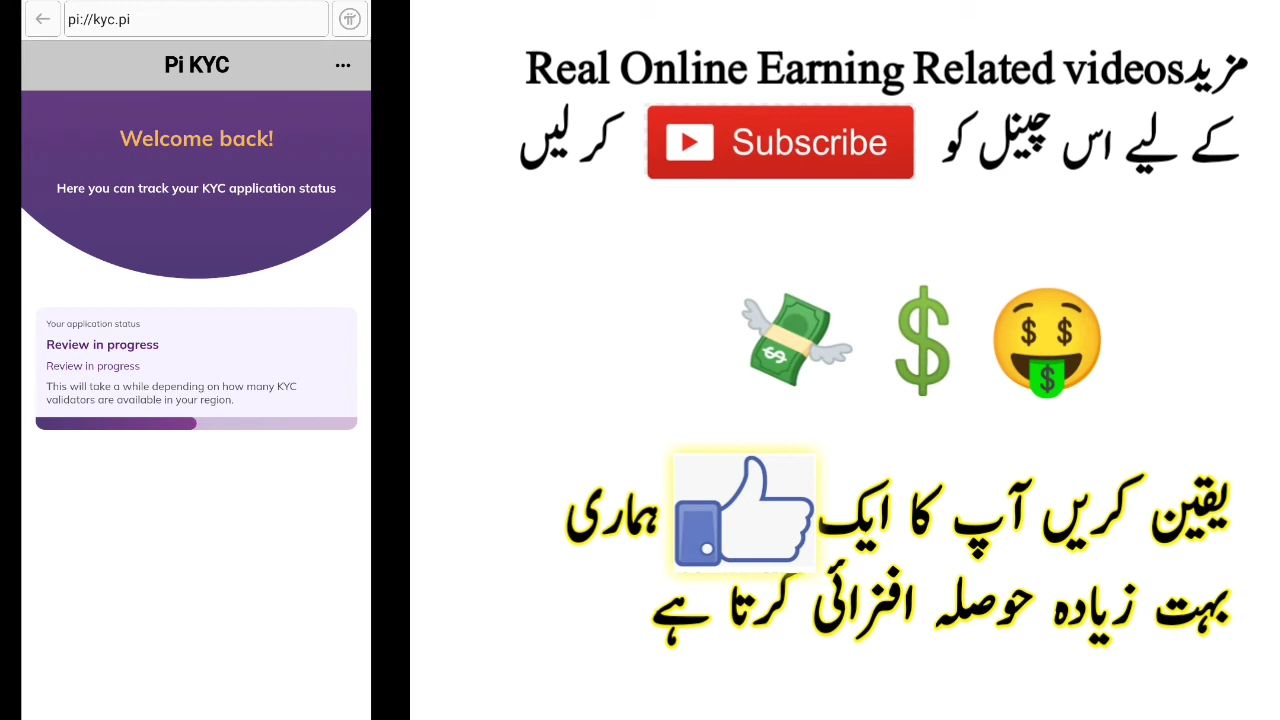 pi://kyc.pi
Pi KYC
Welcome back!
Here you can track your KYC application status
Your application status
Review in progress
Review in progress
This will take a while depending on how many KYC
validators are available in your region.
مزید Real Online Earning Related videos
کے لیے اس چینل کو Subscribe کر لیں
یقین کریں آپ کا ایک ہماری
بہت زیادہ حوصلہ افزائی کرتا ہے